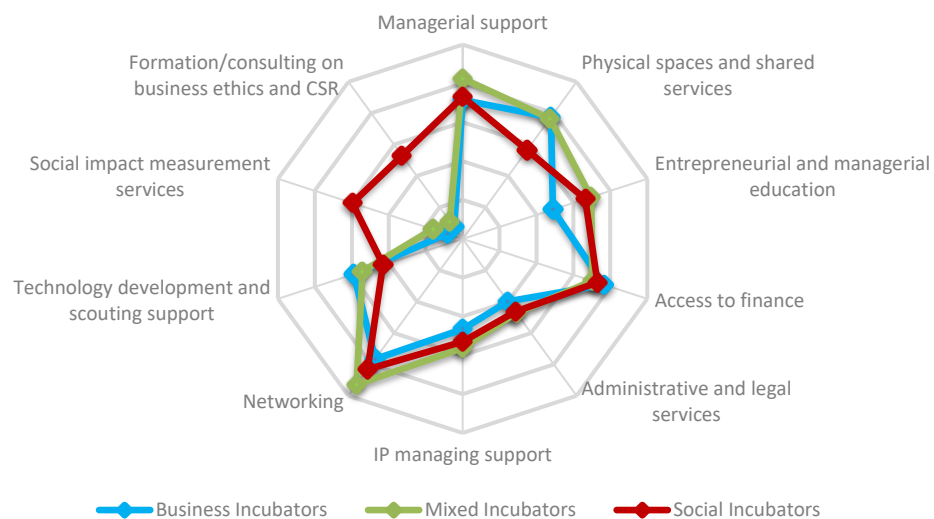 Managerial support
Formation/consulting on
business ethics and CSR
Physical spaces and shared
services
Social impact measurement
services
Entrepreneurial and managerial
education
Technology development and
scouting support
Access to finance
Networking
Administrative and legal
services
IP managing support
Business Incubators
Mixed Incubators
Social Incubators